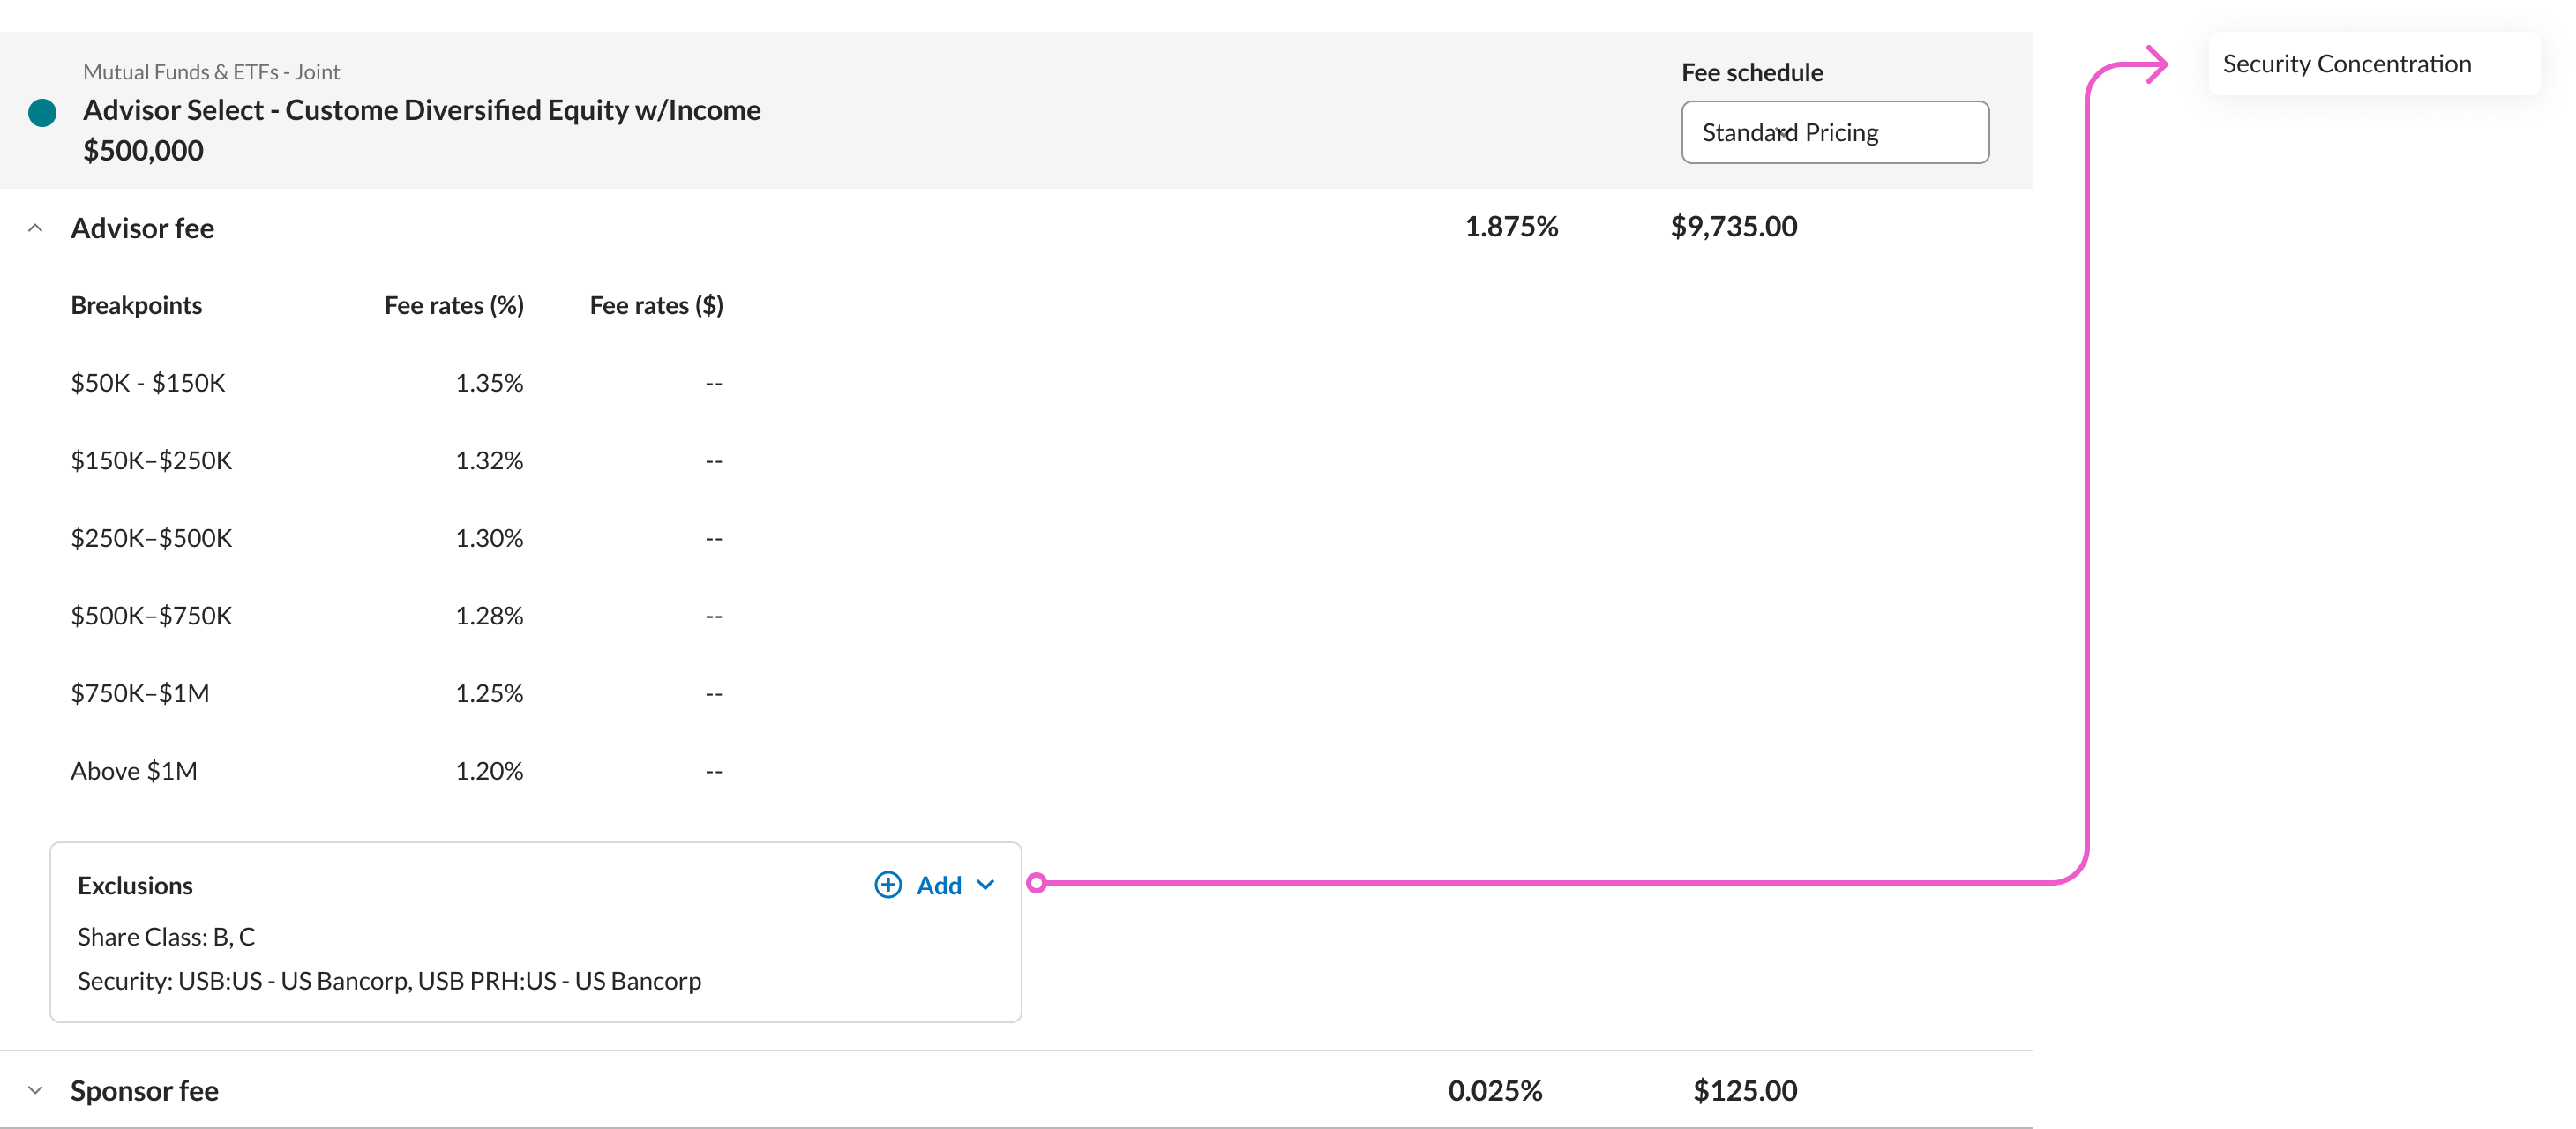 Mutual Funds & ETFs - Joint
Advisor Select - Custome Diversified Equity w/Income
$500,000
Fee schedule
Standard Pricing
Security Concentration
Advisor fee 1.875% $9,735.00
Breakpoints Fee rates (%) Fee rates ($)
$50K - $150K 1.35% --
$150K–$250K 1.32% --
$250K–$500K 1.30% --
$500K–$750K 1.28% --
$750K–$1M 1.25% --
Above $1M 1.20% --
Exclusions Add
Share Class: B, C
Security: USB:US - US Bancorp, USB PRH:US - US Bancorp
Sponsor fee 0.025% $125.00